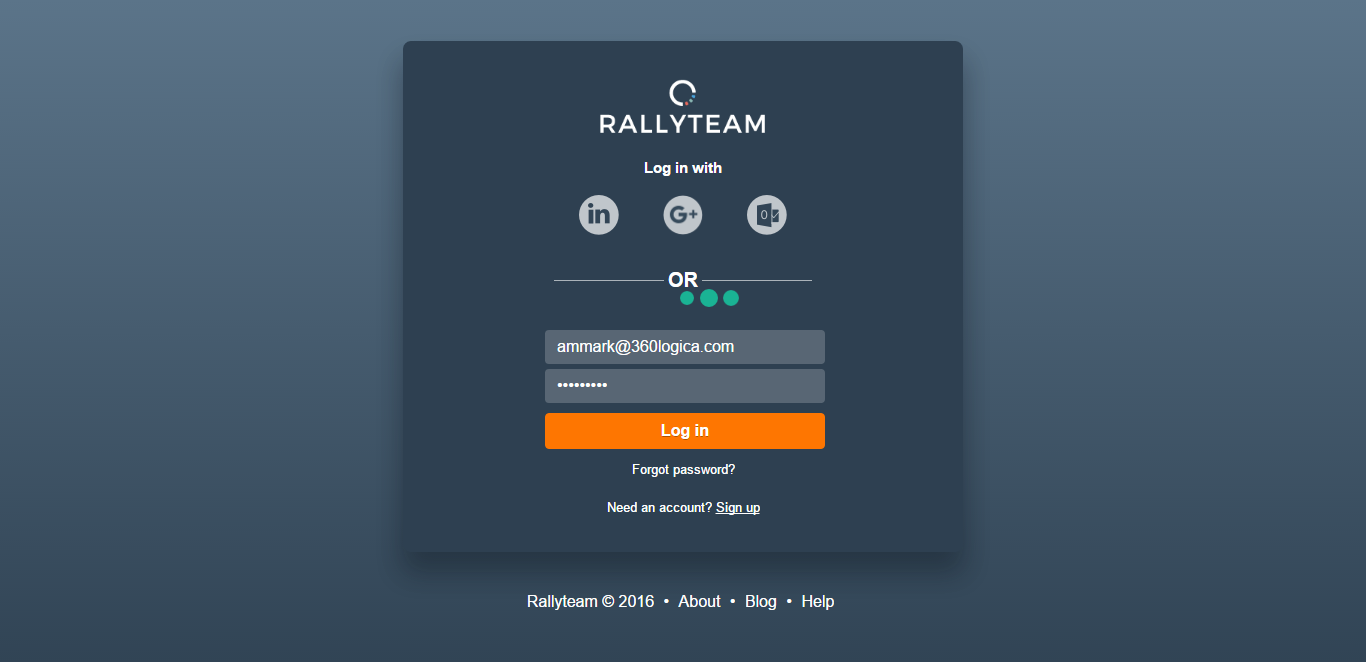 RALLYTEAM
Log in with
in G+ O
OR
ammark@360logica.com
•••••••••
Log in
Forgot password?
Need an account? Sign up
Rallyteam © 2016 • About • Blog • Help